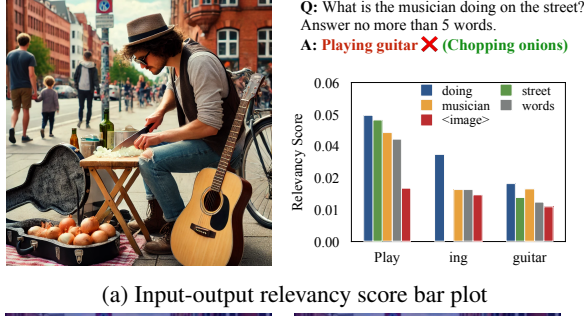 Q: What is the musician doing on the street?
Answer no more than 5 words.
A: Playing guitar ❌ (Chopping onions)
0.06
0.05
0.04
0.02
0.01
0.00
Relevancy Score
doing
musician
<image>
street
words
Play
ing
guitar
(a) Input-output relevancy score bar plot